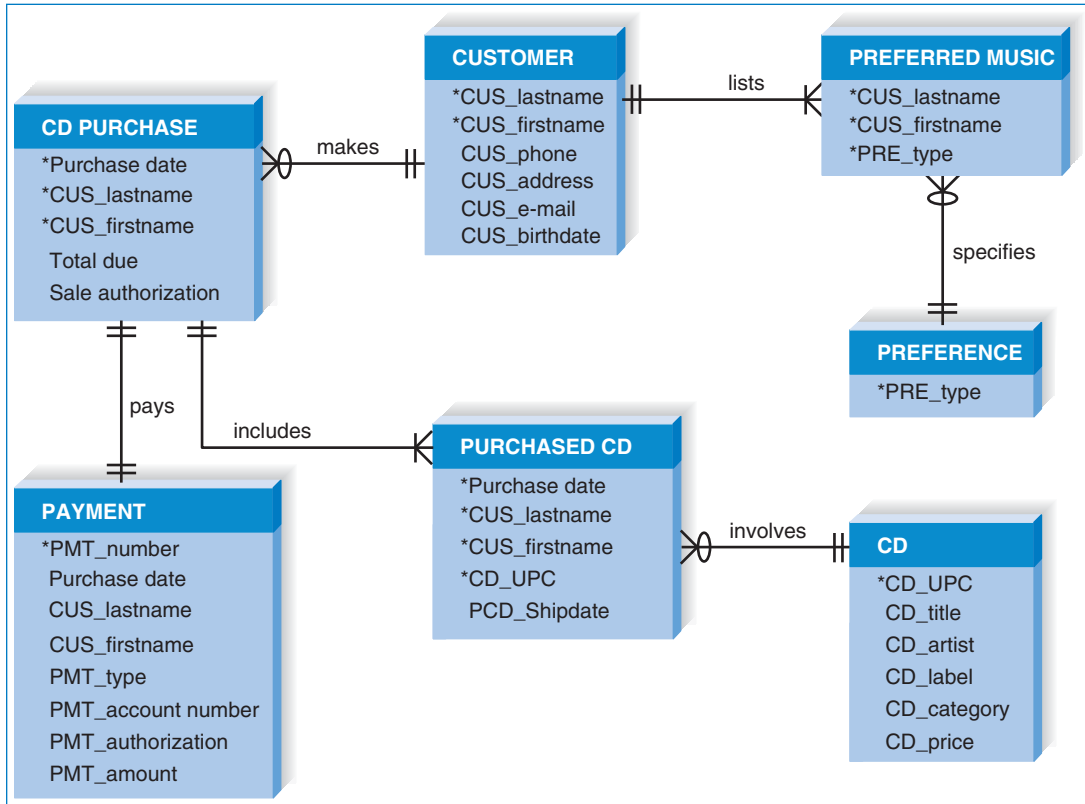 CUSTOMER
*CUS_lastname
*CUS_firstname
CUS_phone
CUS_address
CUS_e-mail
CUS_birthdate
lists
PREFERRED MUSIC
*CUS_lastname
*CUS_firstname
*PRE_type
CD PURCHASE
*Purchase date
*CUS_lastname
*CUS_firstname
Total due
Sale authorization
makes
specifies
PREFERENCE
*PRE_type
pays
includes
PURCHASED CD
*Purchase date
*CUS_lastname
*CUS_firstname
*CD_UPC
PCD_Shipdate
involves
PAYMENT
*PMT_number
Purchase date
CUS_lastname
CUS_firstname
PMT_type
PMT_account number
PMT_authorization
PMT_amount
CD
*CD_UPC
CD_title
CD_artist
CD_label
CD_category
CD_price